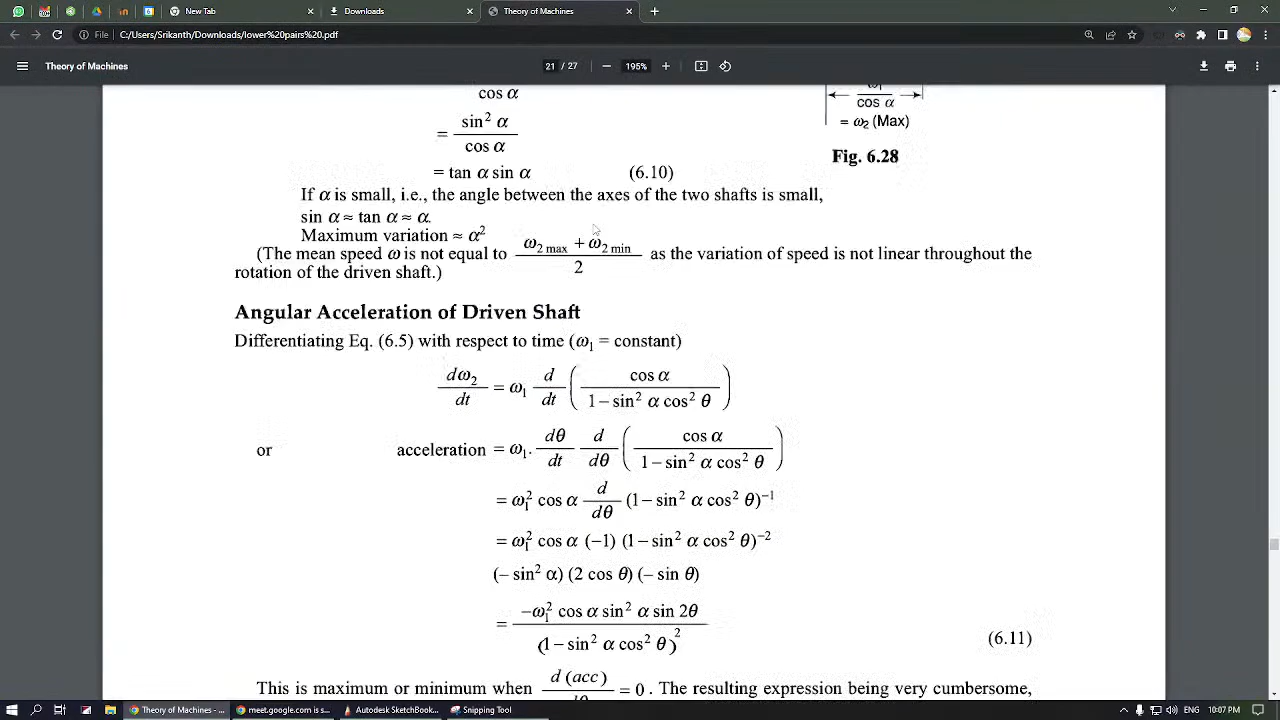 New Tab
Downloads
Theory of Machines
File
C:/Users/Srikanth/Downloads/lower%20pairs%20.pdf
Theory of Machines
21 / 27
195%
cos α
= sin² α / cos α
= tan α sin α (6.10)
ω₁ / cos α
= ω₂ (Max)
Fig. 6.28
If α is small, i.e., the angle between the axes of the two shafts is small,
sin α ≈ tan α ≈ α.
Maximum variation ≈ α²
(The mean speed ω is not equal to (ω₂ max + ω₂ min) / 2 as the variation of speed is not linear throughout the
rotation of the driven shaft.)
Angular Acceleration of Driven Shaft
Differentiating Eq. (6.5) with respect to time (ω₁ = constant)
dω₂/dt = ω₁ d/dt (cos α / 1 – sin² α cos² θ)
or acceleration = ω₁. dθ/dt d/dθ (cos α / 1 – sin² α cos² θ)
= ω₁² cos α d/dθ (1 – sin² α cos² θ)⁻¹
= ω₁² cos α (–1) (1 – sin² α cos² θ)⁻²
(– sin² α) (2 cos θ) (– sin θ)
= –ω₁² cos α sin² α sin 2θ / (1 – sin² α cos² θ)² (6.11)
This is maximum or minimum when d (acc) / dθ = 0 . The resulting expression being very cumbersome,
Theory of Machines - ...
meet.google.com is s...
Autodesk SketchBook...
Snipping Tool
ENG
10:07 PM